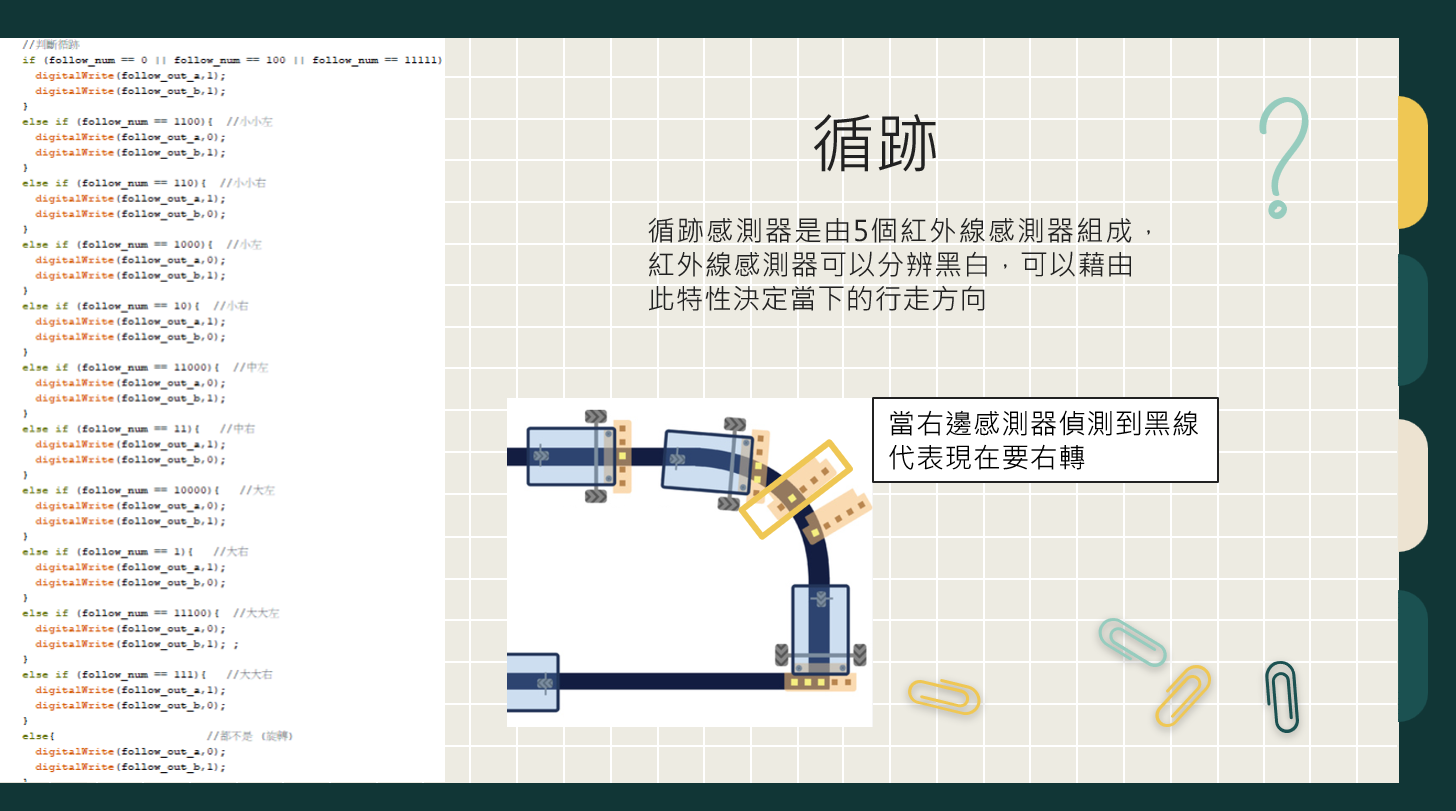 //判斷循跡
if (follow_num == 0 || follow_num == 100 || follow_num == 11111)
digitalWrite(follow_out_a,1);
digitalWrite(follow_out_b,1);
}
else if (follow_num == 1100){ //小小左
digitalWrite(follow_out_a,0);
digitalWrite(follow_out_b,1);
}
else if (follow_num == 110){ //小小右
digitalWrite(follow_out_a,1);
digitalWrite(follow_out_b,0);
}
else if (follow_num == 1000){ //小左
digitalWrite(follow_out_a,0);
digitalWrite(follow_out_b,1);
}
else if (follow_num == 10){ //小右
digitalWrite(follow_out_a,1);
digitalWrite(follow_out_b,0);
}
else if (follow_num == 11000){ //中左
digitalWrite(follow_out_a,0);
digitalWrite(follow_out_b,1);
}
else if (follow_num == 11){ //中右
digitalWrite(follow_out_a,1);
digitalWrite(follow_out_b,0);
}
else if (follow_num == 10000){ //大左
digitalWrite(follow_out_a,0);
digitalWrite(follow_out_b,1);
}
else if (follow_num == 1){ //大右
digitalWrite(follow_out_a,1);
digitalWrite(follow_out_b,0);
}
else if (follow_num == 11100){ //大大左
digitalWrite(follow_out_a,0);
digitalWrite(follow_out_b,1); ;
}
else if (follow_num == 111){ //大大右
digitalWrite(follow_out_a,1);
digitalWrite(follow_out_b,0);
}
else{ //都不是 (旋轉)
digitalWrite(follow_out_a,0);
digitalWrite(follow_out_b,1);
循跡
循跡感測器是由5個紅外線感測器組成，
紅外線感測器可以分辨黑白，可以藉由
此特性決定當下的行走方向
當右邊感測器偵測到黑線
代表現在要右轉